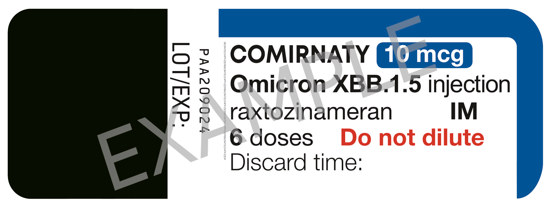 COMIRNATY 10 mcg
Omicron XBB.1.5 injection
raxtozinameran IM
6 doses Do not dilute
Discard time:
LOT/EXP:
PAA209024
EXAMPLE